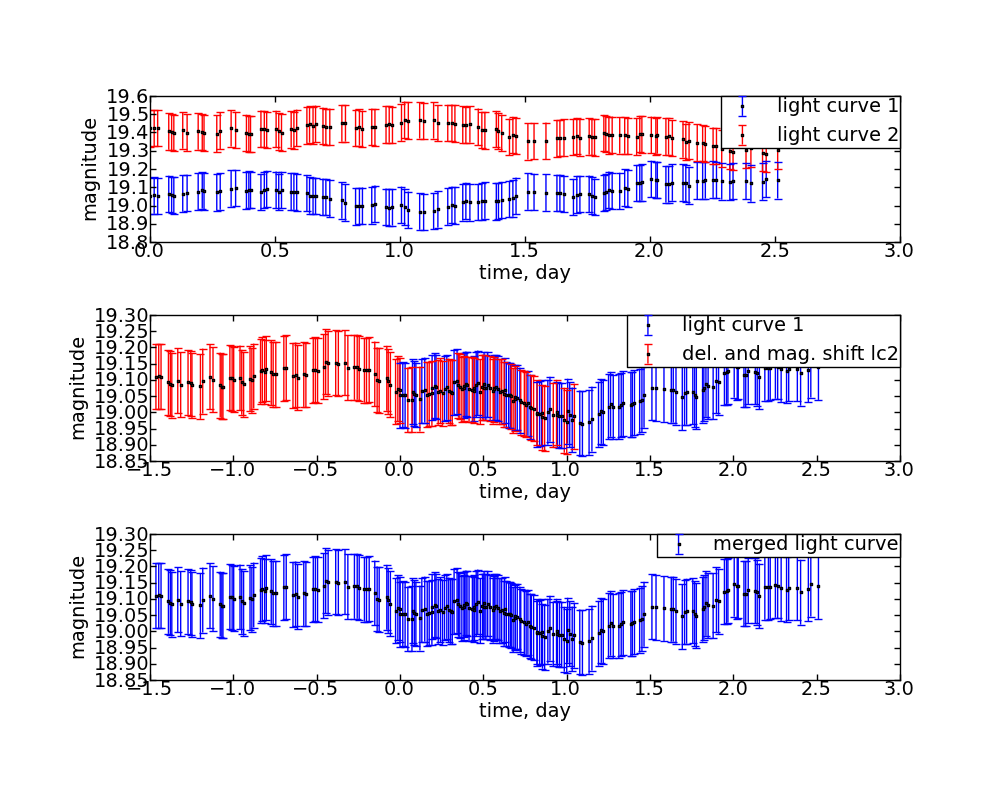 19.6
19.5
light curve 1
19.4
light curve 2
19.3
19.2
19.1
19.0
18.9
18.8
magnitude
0.0 0.5 1.0 1.5 2.0 2.5 3.0
time, day
19.30
light curve 1
19.25
19.20
del. and mag. shift lc2
19.15
19.10
19.05
19.00
18.95
18.90
18.85
magnitude
−1.5 −1.0 −0.5 0.0 0.5 1.0 1.5 2.0 2.5 3.0
time, day
19.30
merged light curve
19.25
19.20
19.15
19.10
19.05
19.00
18.95
18.90
18.85
magnitude
−1.5 −1.0 −0.5 0.0 0.5 1.0 1.5 2.0 2.5 3.0
time, day